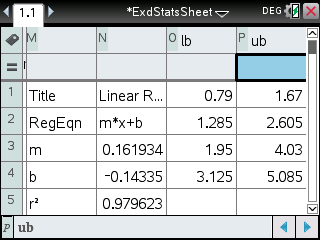 1.1 *ExdStatsSheet DEG
M N O lb P ub
=
1 Title Linear R... 0.79 1.67
2 RegEqn m*x+b 1.285 2.605
3 m 0.161934 1.95 4.03
4 b -0.14335 3.125 5.085
5 r² 0.979623
P ub